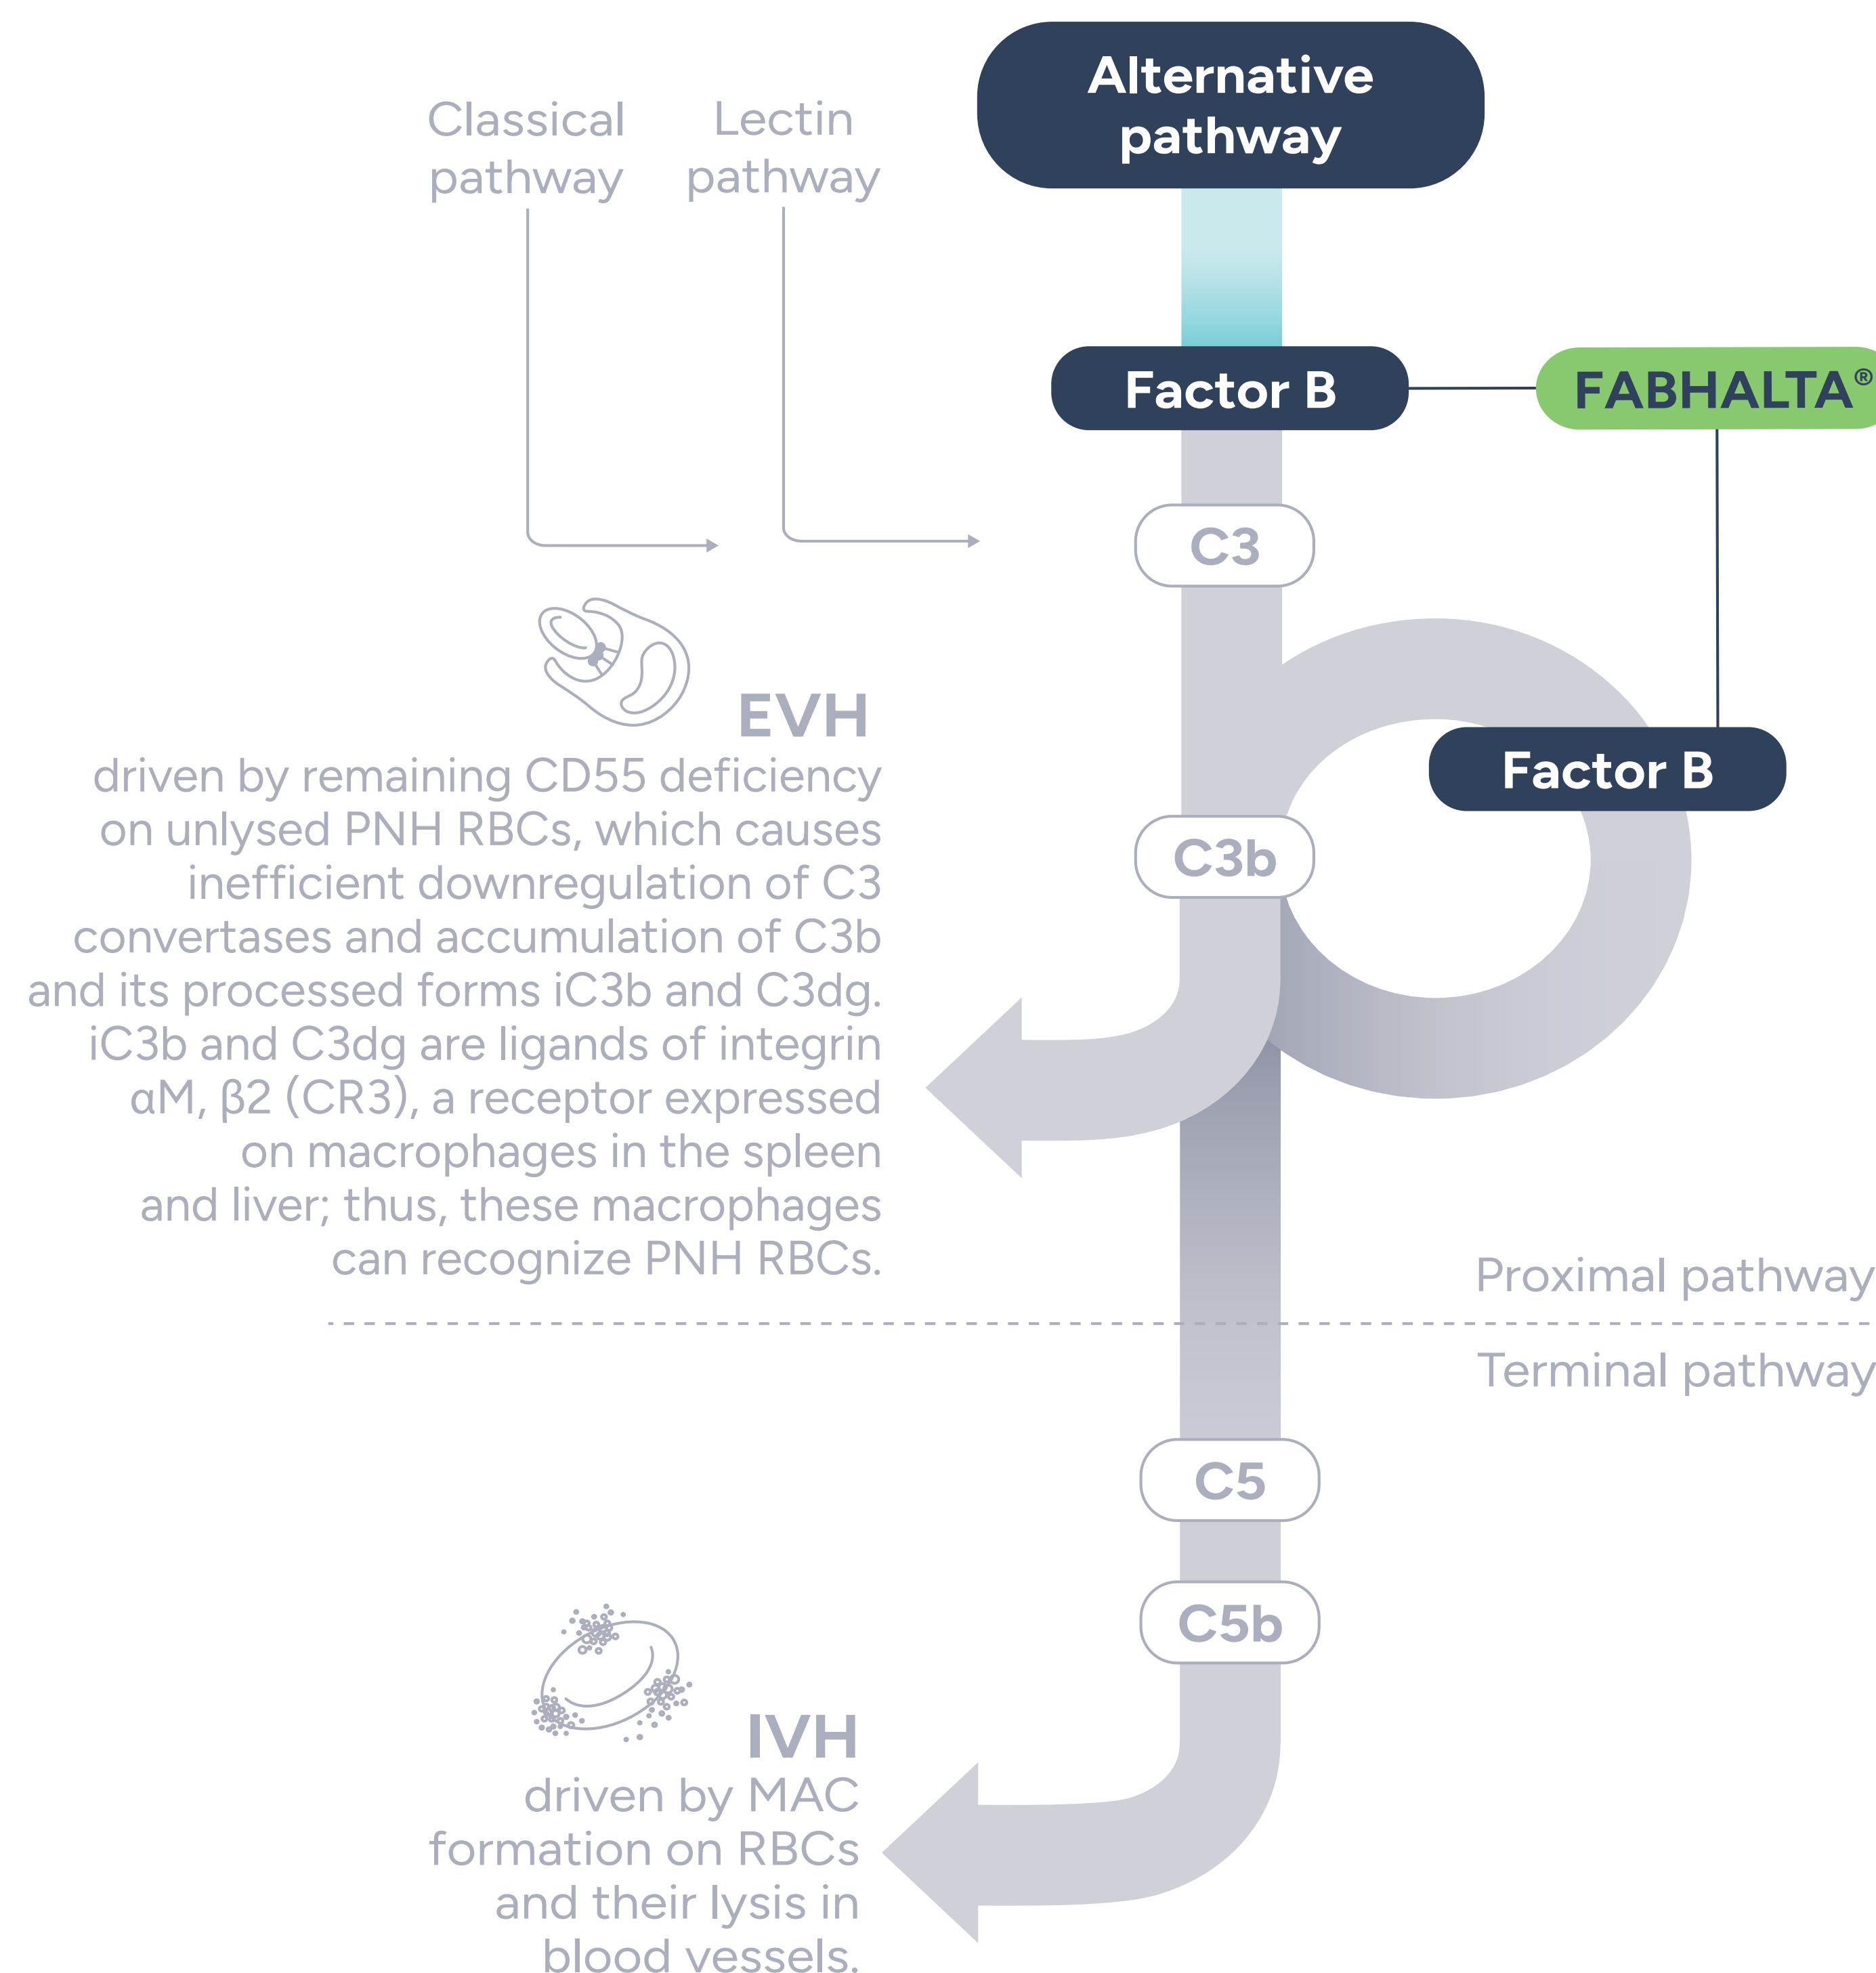 Alternative
pathway
Classical
pathway
Lectin
pathway
Factor B
FABHALTA®
C3
EVH
driven by remaining CD55 deficiency
on unlysed PNH RBCs, which causes
inefficient downregulation of C3
convertases and accumulation of C3b
and its processed forms iC3b and C3dg.
iC3b and C3dg are ligands of integrin
αM, β2 (CR3), a receptor expressed
on macrophages in the spleen
and liver; thus, these macrophages
can recognize PNH RBCs.
Factor B
C3b
Proximal pathway
Terminal pathway
C5
C5b
IVH
driven by MAC
formation on RBCs
and their lysis in
blood vessels.